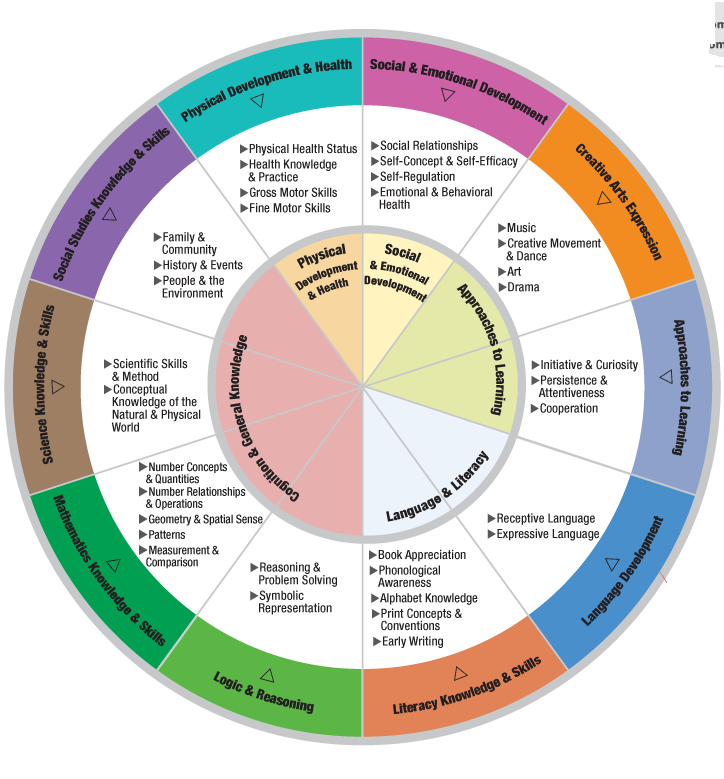 Physical Development & Health
▶Physical Health Status
▶Health Knowledge
& Practice
▶Gross Motor Skills
▶Fine Motor Skills
Social & Emotional Development
▶Social Relationships
▶Self-Concept & Self-Efficacy
▶Self-Regulation
▶Emotional & Behavioral
Health
Creative Arts Expression
▶Music
▶Creative Movement
& Dance
▶Art
▶Drama
Approaches to Learning
▶Initiative & Curiosity
▶Persistence &
Attentiveness
▶Cooperation
Language Development
▶Receptive Language
▶Expressive Language
Literacy Knowledge & Skills
▶Book Appreciation
▶Phonological
Awareness
▶Alphabet Knowledge
▶Print Concepts &
Conventions
▶Early Writing
Logic & Reasoning
▶Reasoning &
Problem Solving
▶Symbolic
Representation
Mathematics Knowledge & Skills
▶Number Concepts
& Quantities
▶Number Relationships
& Operations
▶Geometry & Spatial Sense
▶Patterns
▶Measurement &
Comparison
Science Knowledge & Skills
▶Scientific Skills
& Method
▶Conceptual
Knowledge of the
Natural & Physical
World
Social Studies Knowledge & Skills
▶Family &
Community
▶History & Events
▶People & the
Environment
Physical
Development
& Health
Social
& Emotional
Development
Approaches to Learning
Language & Literacy
Cognition & General Knowledge